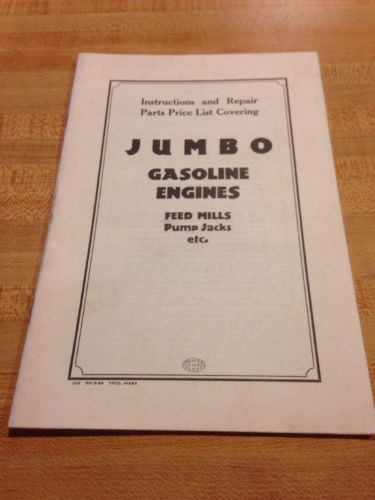 Instructions and Repair
Parts Price List Covering
JUMBO
GASOLINE
ENGINES
FEED MILLS
Pump Jacks
etc.